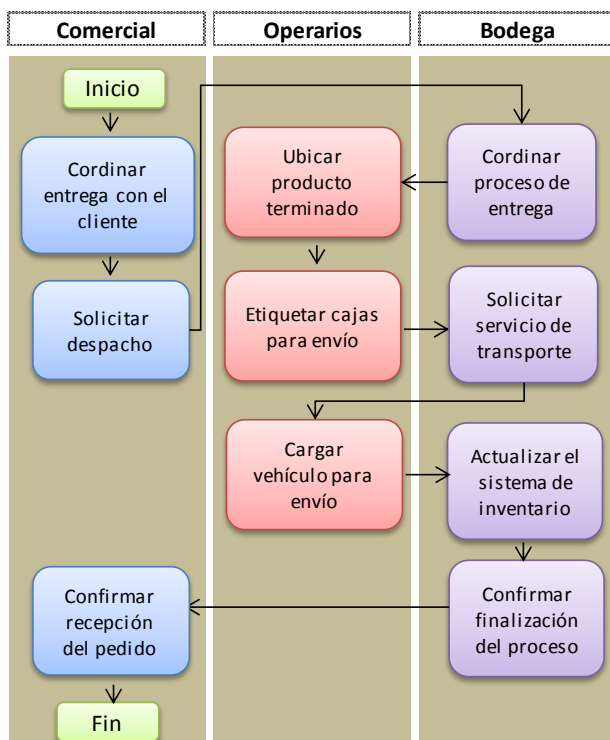 Comercial
Operarios
Bodega
Inicio
Cordinar
entrega con el
cliente
Solicitar
despacho
Cordinar
proceso de
entrega
Ubicar
producto
terminado
Etiquetar cajas
para envío
Solicitar
servicio de
transporte
Cargar
vehículo para
envío
Actualizar el
sistema de
inventario
Confirmar
finalización
del proceso
Confirmar
recepción
del pedido
Fin